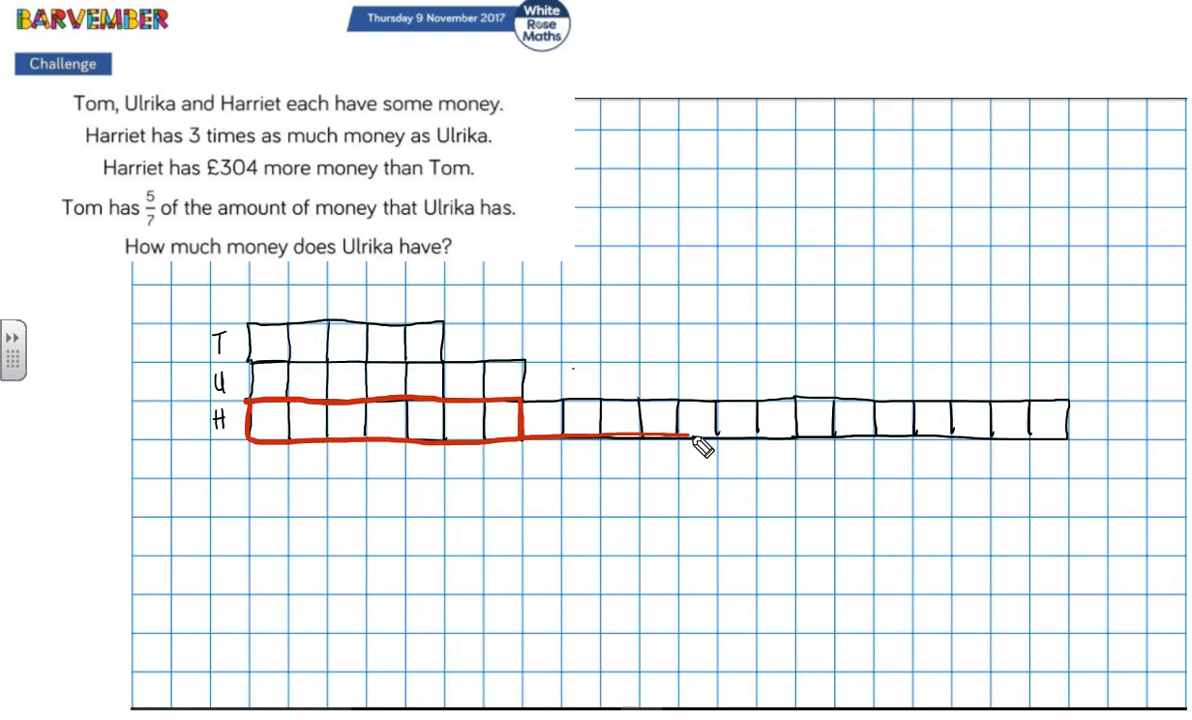 BARVEMBER
Thursday 9 November 2017
White
Rose
Maths
Challenge
Tom, Ulrika and Harriet each have some money.
Harriet has 3 times as much money as Ulrika.
Harriet has £304 more money than Tom.
Tom has 5/7 of the amount of money that Ulrika has.
How much money does Ulrika have?
T
U
H